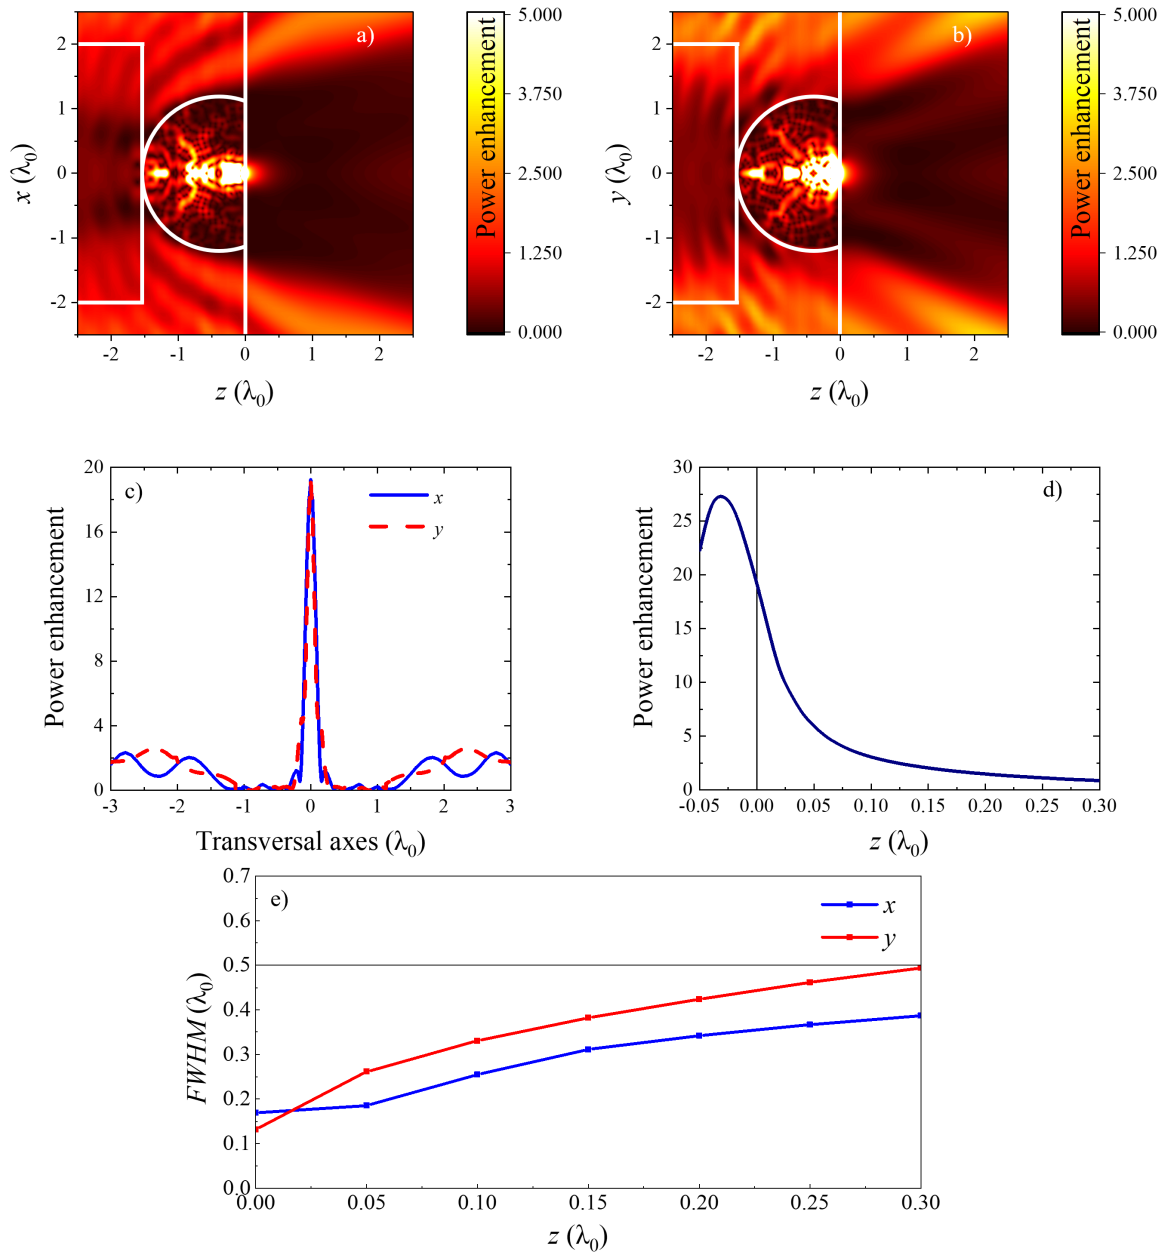 a)
x (λ0)
2
1
0
-1
-2
-2 -1 0 1 2
z (λ0)
Power enhancement
5.000
3.750
2.500
1.250
0.000
b)
y (λ0)
2
1
0
-1
-2
-2 -1 0 1 2
z (λ0)
Power enhancement
5.000
3.750
2.500
1.250
0.000
c)
Power enhancement
20
16
12
8
4
0
x
y
-3 -2 -1 0 1 2 3
Transversal axes (λ0)
d)
Power enhancement
30
25
20
15
10
5
0
-0.05 0.00 0.05 0.10 0.15 0.20 0.25 0.30
z (λ0)
e)
FWHM (λ0)
0.7
0.6
0.5
0.4
0.3
0.2
0.1
0.0
x
y
0.00 0.05 0.10 0.15 0.20 0.25 0.30
z (λ0)